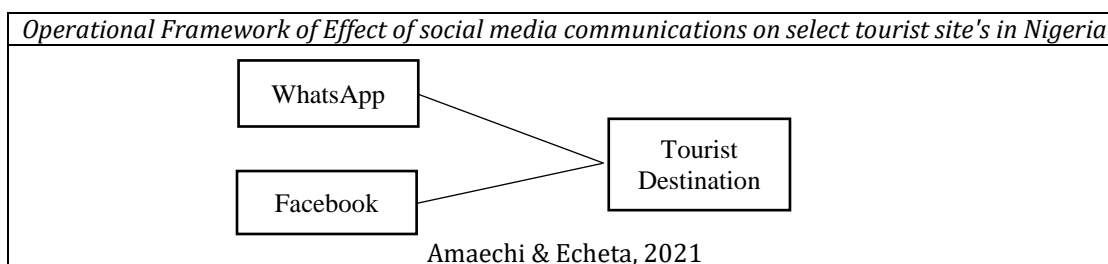 Operational Framework of Effect of social media communications on select tourist site's in Nigeria
WhatsApp
Facebook
Tourist
Destination
Amaechi & Echeta, 2021